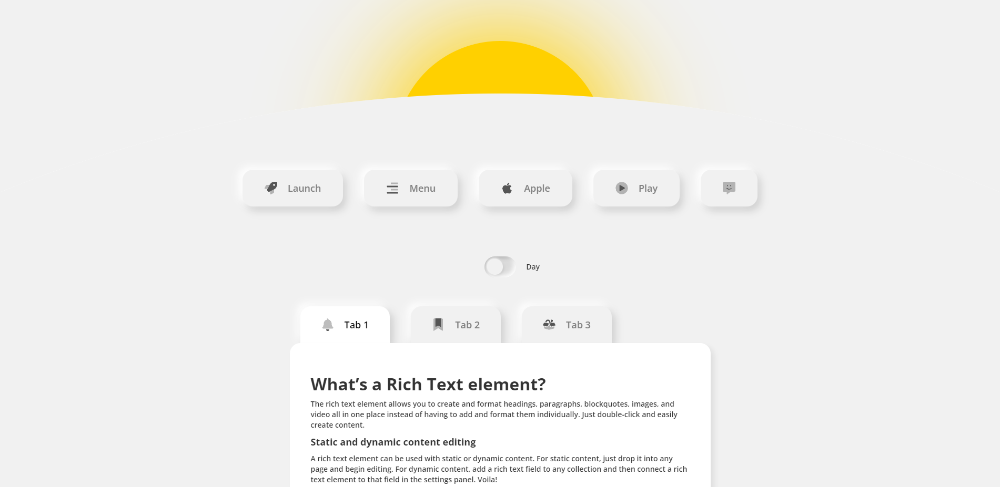 Launch
Menu
Apple
Play
Day
Tab 1
Tab 2
Tab 3
What’s a Rich Text element?
The rich text element allows you to create and format headings, paragraphs, blockquotes, images, and
video all in one place instead of having to add and format them individually. Just double-click and easily
create content.
Static and dynamic content editing
A rich text element can be used with static or dynamic content. For static content, just drop it into any
page and begin editing. For dynamic content, add a rich text field to any collection and then connect a rich
text element to that field in the settings panel. Voila!